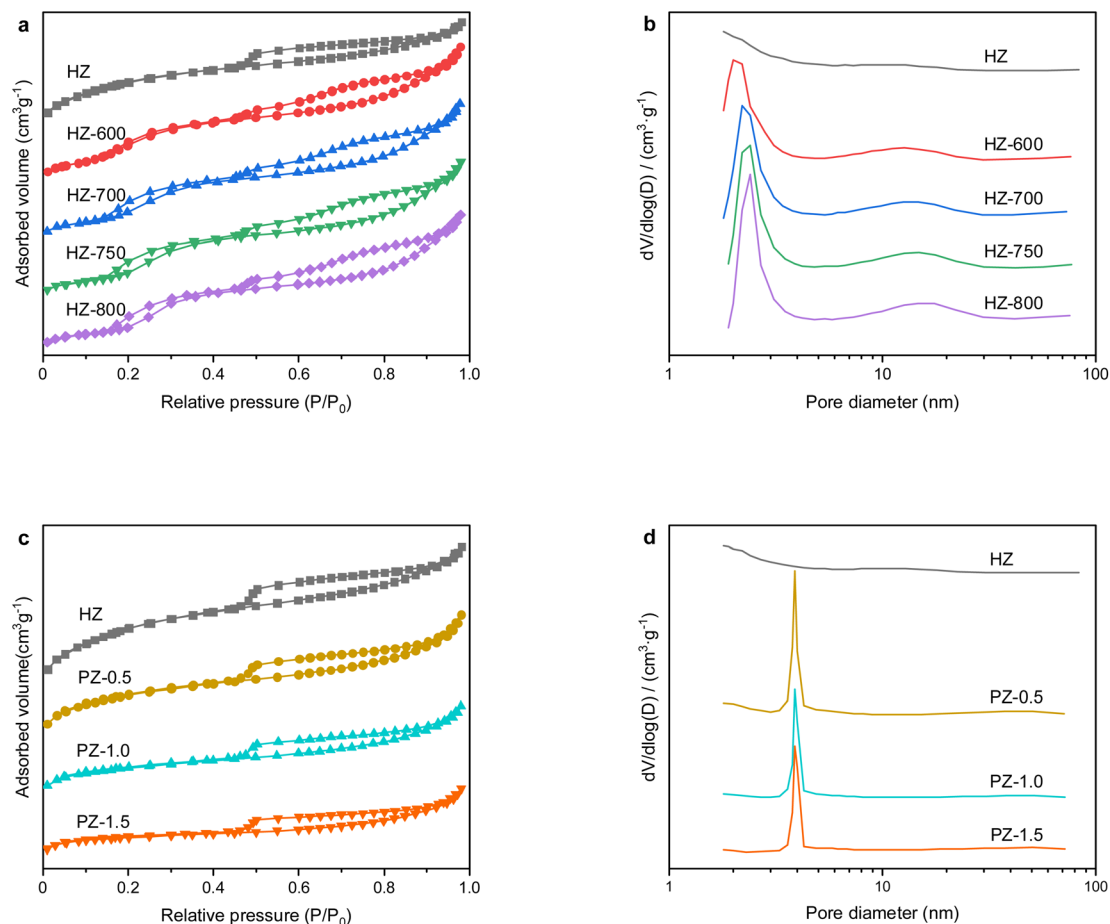 a
HZ
HZ-600
HZ-700
HZ-750
HZ-800
Adsorbed volume (cm³g⁻¹)
0 0.2 0.4 0.6 0.8 1.0
Relative pressure (P/P₀)
b
HZ
HZ-600
HZ-700
HZ-750
HZ-800
dV/dlog(D) / (cm³·g⁻¹)
1 10 100
Pore diameter (nm)
c
HZ
PZ-0.5
PZ-1.0
PZ-1.5
Adsorbed volume(cm³g⁻¹)
0 0.2 0.4 0.6 0.8 1.0
Relative pressure (P/P₀)
d
HZ
PZ-0.5
PZ-1.0
PZ-1.5
dV/dlog(D) / (cm³·g⁻¹)
1 10 100
Pore diameter (nm)